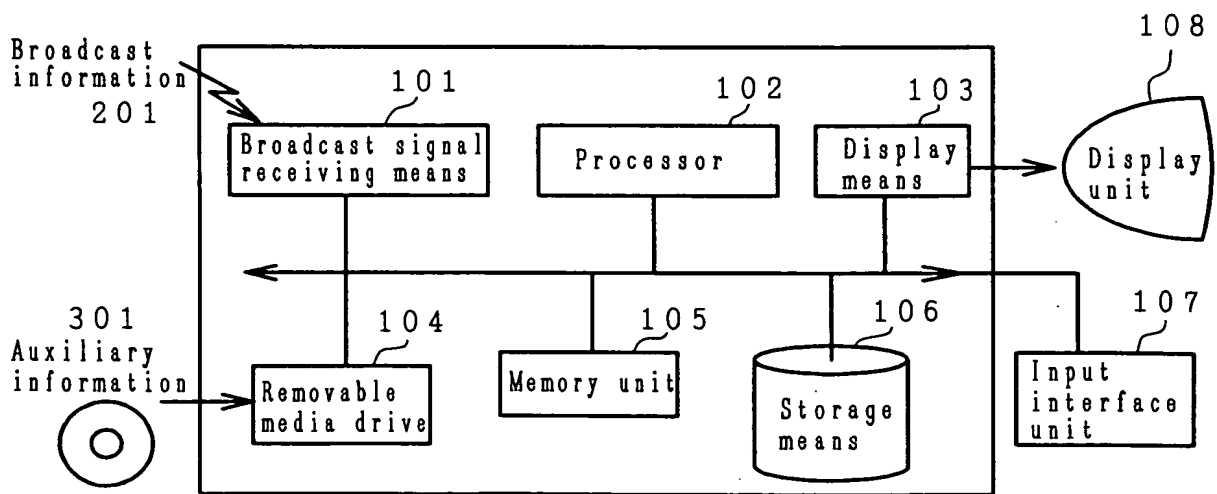 Broadcast
information
201
101
Broadcast signal
receiving means
102
Processor
103
Display
means
108
Display
unit
301
Auxiliary
information
104
Removable
media drive
105
Memory unit
106
Storage
means
107
Input
interface
unit